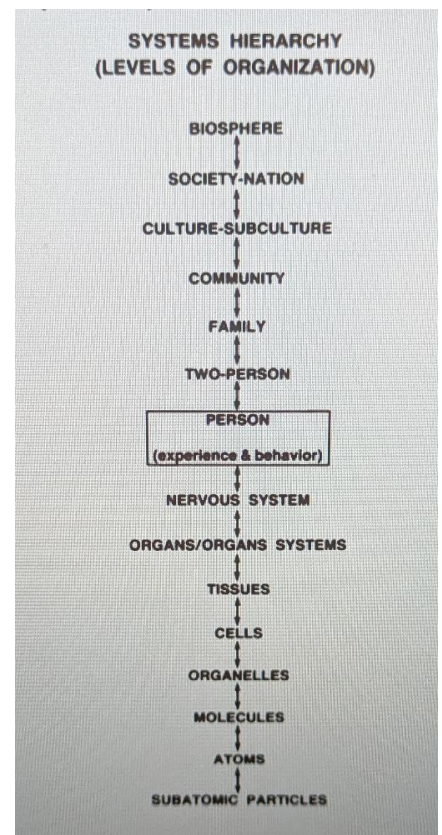 SYSTEMS HIERARCHY
(LEVELS OF ORGANIZATION)
BIOSPHERE
SOCIETY-NATION
CULTURE-SUBCULTURE
COMMUNITY
FAMILY
TWO-PERSON
PERSON
(experience & behavior)
NERVOUS SYSTEM
ORGANS/ORGANS SYSTEMS
TISSUES
CELLS
ORGANELLES
MOLECULES
ATOMS
SUBATOMIC PARTICLES